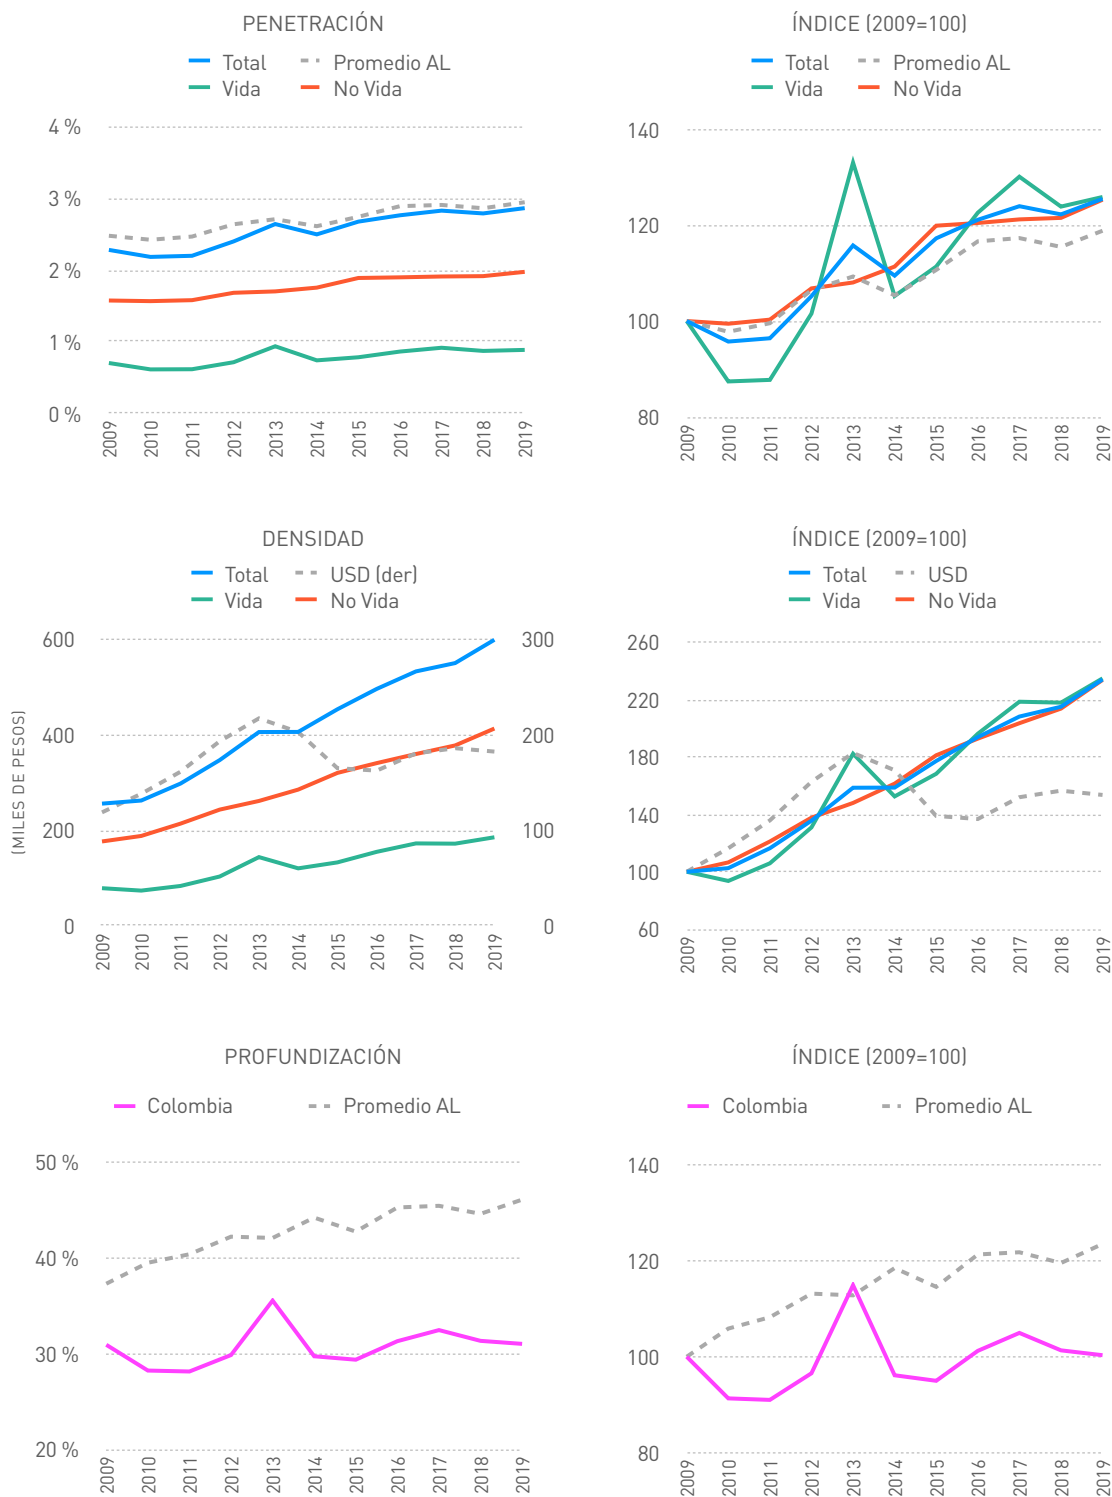 PENETRACIÓN
Total Promedio AL
Vida No Vida
4 %
3 %
2 %
1 %
0 %
2009 2010 2011 2012 2013 2014 2015 2016 2017 2018 2019
ÍNDICE (2009=100)
Total Promedio AL
Vida No Vida
140
120
100
80
2009 2010 2011 2012 2013 2014 2015 2016 2017 2018 2019
DENSIDAD
Total USD (der)
Vida No Vida
(MILES DE PESOS)
600 300
400 200
200 100
0 0
2009 2010 2011 2012 2013 2014 2015 2016 2017 2018 2019
ÍNDICE (2009=100)
Total USD
Vida No Vida
260
220
180
140
100
60
2009 2010 2011 2012 2013 2014 2015 2016 2017 2018 2019
PROFUNDIZACIÓN
Colombia Promedio AL
50 %
40 %
30 %
20 %
2009 2010 2011 2012 2013 2014 2015 2016 2017 2018 2019
ÍNDICE (2009=100)
Colombia Promedio AL
140
120
100
80
2009 2010 2011 2012 2013 2014 2015 2016 2017 2018 2019